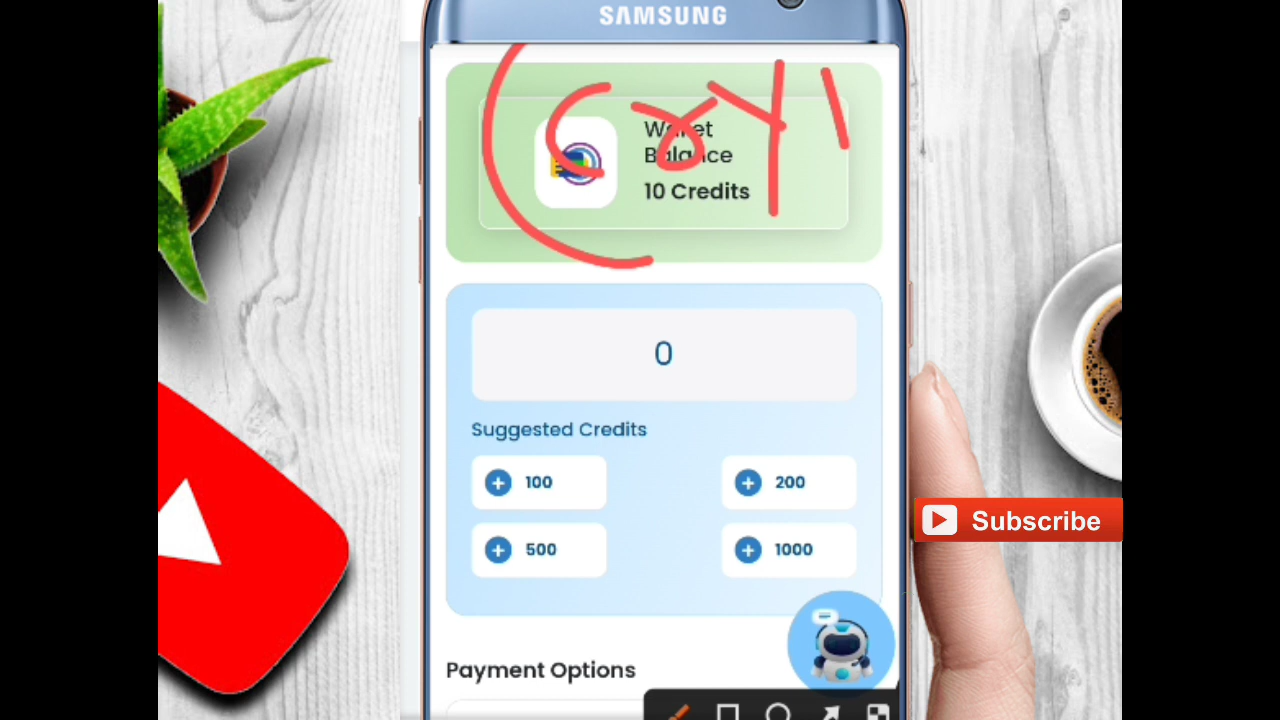 SAMSUNG
Wallet
Balance
10 Credits
0
Suggested Credits
100
200
500
1000
Subscribe
Payment Options